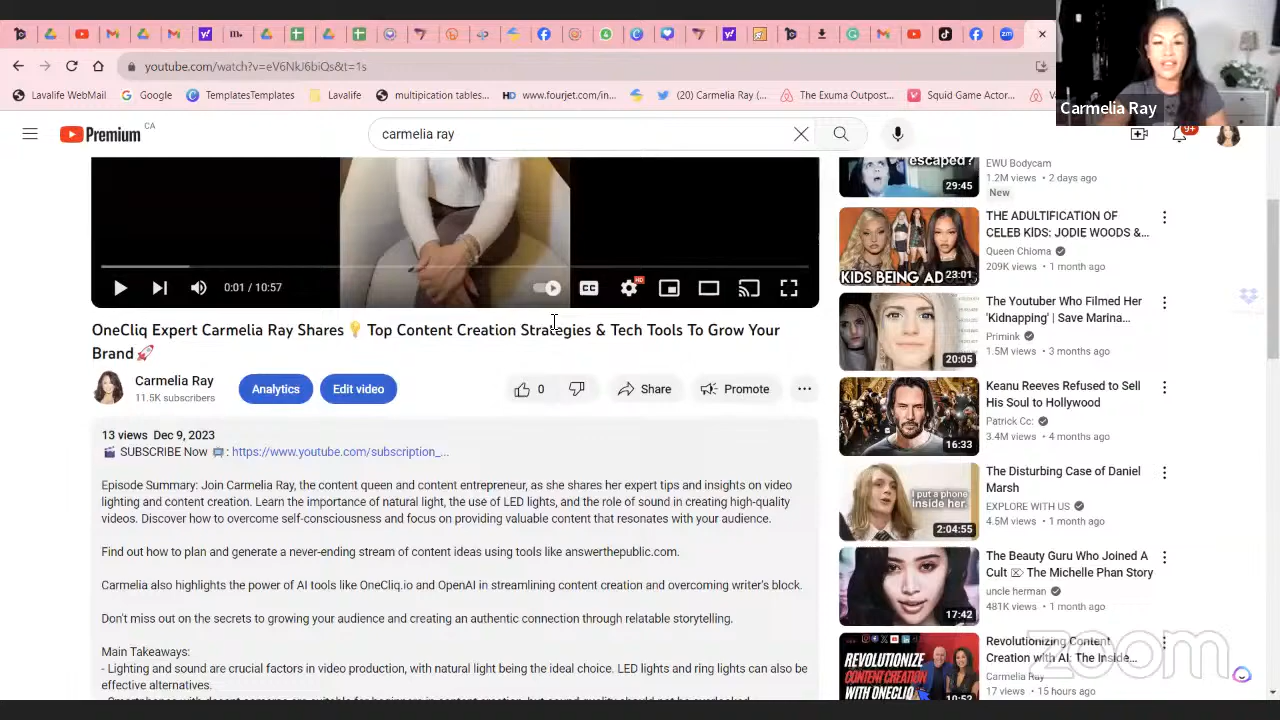 youtube.com/watch?v=eV6NkJ6biQs&t=1s
Lavalife WebMail
Google
TemplatesTemplates
Lavalife
multiplication tables...
HD www.fourjet.com/in...
(20) Carmelia Ray (...
The Exuma Outpost...
Squid Game Actor...
Carmelia Ray
Premium CA
carmelia ray
9+
escaped?
29:45
EWU Bodycam
1.2M views • 2 days ago
New
KIDS BEING AD
23:01
THE ADULTIFICATION OF
CELEB KIDS: JODIE WOODS &...
Queen Chioma
209K views • 1 month ago
0:01 / 10:57
CC
HD
OneCliq Expert Carmelia Ray Shares 💡 Top Content Creation Strategies & Tech Tools To Grow Your
Brand 🚀
Carmelia Ray
11.5K subscribers
Analytics
Edit video
0
Share
Promote
13 views Dec 9, 2023
🎬 SUBSCRIBE Now 📺: https://www.youtube.com/subscription_...
Episode Summary: Join Carmelia Ray, the content queen and content entrepreneur, as she shares her expert tips and insights on video
lighting and content creation. Learn the importance of natural light, the use of LED lights, and the role of sound in creating high-quality
videos. Discover how to overcome self-consciousness and focus on providing valuable content that resonates with your audience.
Find out how to plan and generate a never-ending stream of content ideas using tools like answerthepublic.com.
Carmelia also highlights the power of AI tools like OneCliq.io and OpenAI in streamlining content creation and overcoming writer's block.
Don't miss out on the secrets to growing your audience and creating an authentic connection through relatable storytelling.
Main Takeaways:
- Lighting and sound are crucial factors in video creation, with natural light being the ideal choice. LED lights and ring lights can also be
effective alternatives.
20:05
The Youtuber Who Filmed Her
'Kidnapping' | Save Marina...
Primink
1.5M views • 3 months ago
16:33
Keanu Reeves Refused to Sell
His Soul to Hollywood
Patrick Cc:
3.4M views • 4 months ago
I put a phone
inside her.
2:04:55
The Disturbing Case of Daniel
Marsh
EXPLORE WITH US
4.5M views • 1 month ago
17:42
The Beauty Guru Who Joined A
Cult ⌦ The Michelle Phan Story
uncle herman
481K views • 1 month ago
REVOLUTIONIZE
CONTENT CREATION
WITH ONECLIQ
10:52
Revolutionizing Content
Creation with AI: The Inside...
Carmelia Ray
17 views • 15 hours ago
zoom